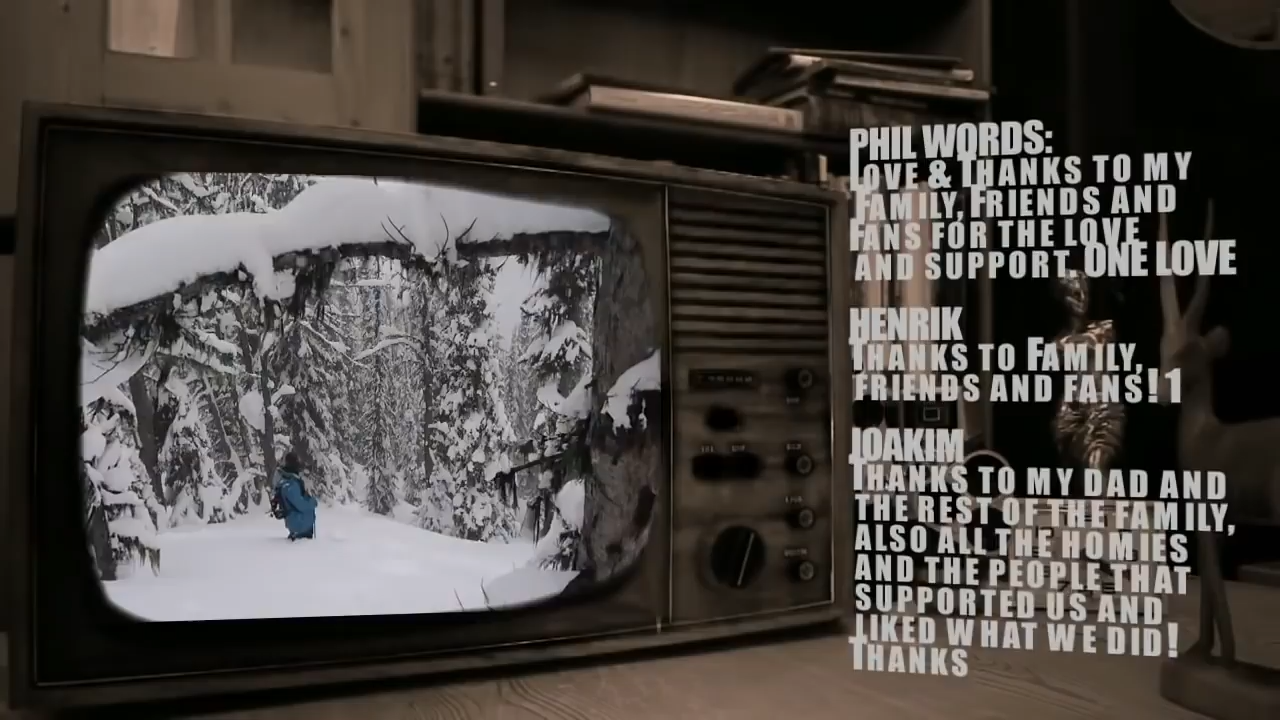 PHIL WORDS:
LOVE & THANKS TO MY
FAMILY, FRIENDS AND
FANS FOR THE LOVE
AND SUPPORT. ONE LOVE
HENRIK
THANKS TO FAMILY,
FRIENDS AND FANS!1
JOAKIM
THANKS TO MY DAD AND
THE REST OF THE FAMILY,
ALSO ALL THE HOMIES
AND THE PEOPLE THAT
SUPPORTED US AND
LIKED WHAT WE DID!
THANKS